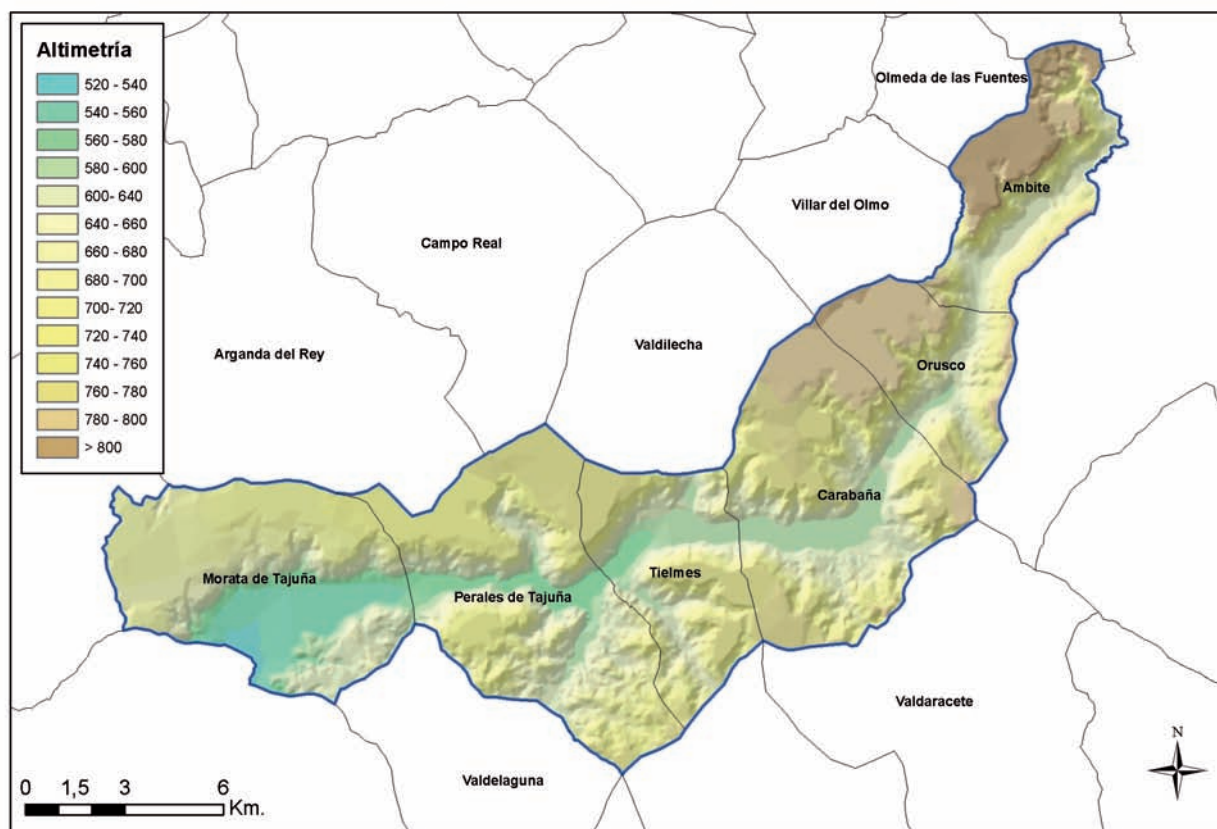 Altimetría
520 - 540
540 - 560
560 - 580
580 - 600
600- 640
640 - 660
660 - 680
680 - 700
700- 720
720 - 740
740 - 760
760 - 780
780 - 800
> 800
Olmeda de las Fuentes
Ambite
Villar del Olmo
Campo Real
Valdilecha
Arganda del Rey
Orusco
Carabaña
Tielmes
Morata de Tajuña
Perales de Tajuña
Valdaracete
Valdelaguna
N
0 1,5 3 6
Km.